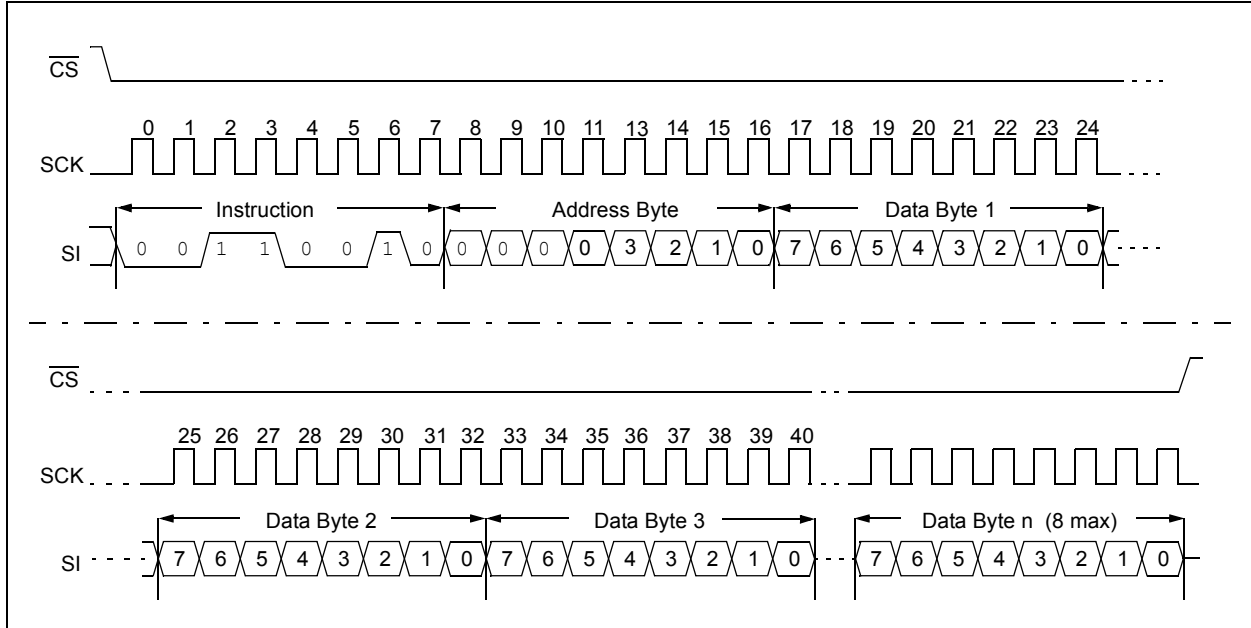 CS
0 1 2 3 4 5 6 7 8 9 10 11 13 14 15 16 17 18 19 20 21 22 23 24
SCK
Instruction Address Byte Data Byte 1
SI 0 0 1 1 0 0 1 0 0 0 0 0 3 2 1 0 7 6 5 4 3 2 1 0
CS
25 26 27 28 29 30 31 32 33 34 35 36 37 38 39 40
SCK
Data Byte 2 Data Byte 3 Data Byte n (8 max)
SI 7 6 5 4 3 2 1 0 7 6 5 4 3 2 1 0 7 6 5 4 3 2 1 0